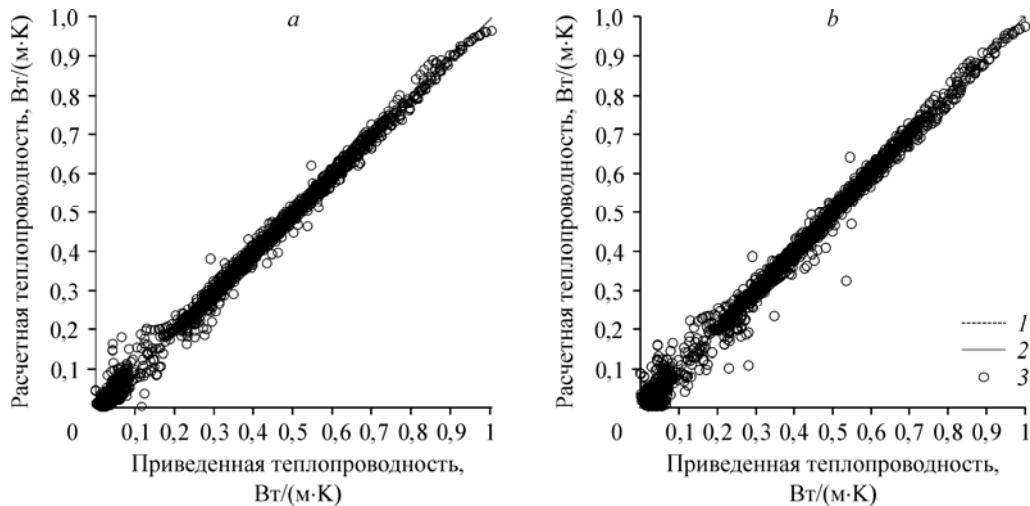 Расчетная теплопроводность, Вт/(м·К)
1,0
0,9
0,8
0,7
0,6
0,5
0,4
0,3
0,2
0,1
0
a
0,1 0,2 0,3 0,4 0,5 0,6 0,7 0,8 0,9 1
Приведенная теплопроводность,
Вт/(м·К)
Расчетная теплопроводность, Вт/(м·К)
1,0
0,9
0,8
0,7
0,6
0,5
0,4
0,3
0,2
0,1
0
b
1
2
3
0,1 0,2 0,3 0,4 0,5 0,6 0,7 0,8 0,9 1
Приведенная теплопроводность,
Вт/(м·К)